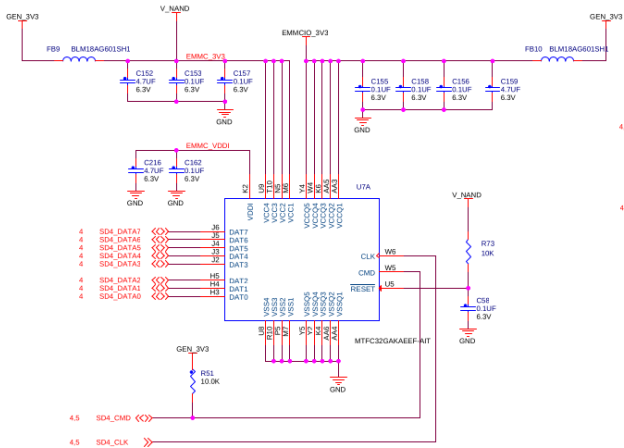 GEN_3V3
V_NAND
EMMCIO_3V3
GEN_3V3
FB9
BLM18AG601SH1
EMMC_3V3
FB10
BLM18AG601SH1
C152
4.7UF
6.3V
C153
0.1UF
6.3V
C157
0.1UF
6.3V
C155
0.1UF
6.3V
C158
0.1UF
6.3V
C156
0.1UF
6.3V
C159
4.7UF
6.3V
GND
GND
4
EMMC_VDDI
C216
4.7UF
6.3V
C162
0.1UF
6.3V
GND
GND
K2
U9
T10
N5
M6
Y4
W4
K6
AA5
AA3
U7A
VDDI
VCC4
VCC3
VCC2
VCC1
VCCQ5
VCCQ4
VCCQ3
VCCQ2
VCCQ1
V_NAND
4
4 SD4_DATA7 J6 DAT7
4 SD4_DATA6 J5 DAT6
4 SD4_DATA5 J4 DAT5
4 SD4_DATA4 J3 DAT4
4 SD4_DATA3 J2 DAT3
4 SD4_DATA2 H5 DAT2
4 SD4_DATA1 H4 DAT1
4 SD4_DATA0 H3 DAT0
CLK W6
CMD W5
RESET U5
R73
10K
C58
0.1UF
6.3V
GND
VSS4
VSS3
VSS2
VSS1
VSSQ5
VSSQ4
VSSQ3
VSSQ2
VSSQ1
U8
R10
P5
M7
Y5
Y2
K4
AA6
AA4
MTFC32GAKAEEF-AIT
GND
GEN_3V3
R51
10.0K
4,5 SD4_CMD
4,5 SD4_CLK